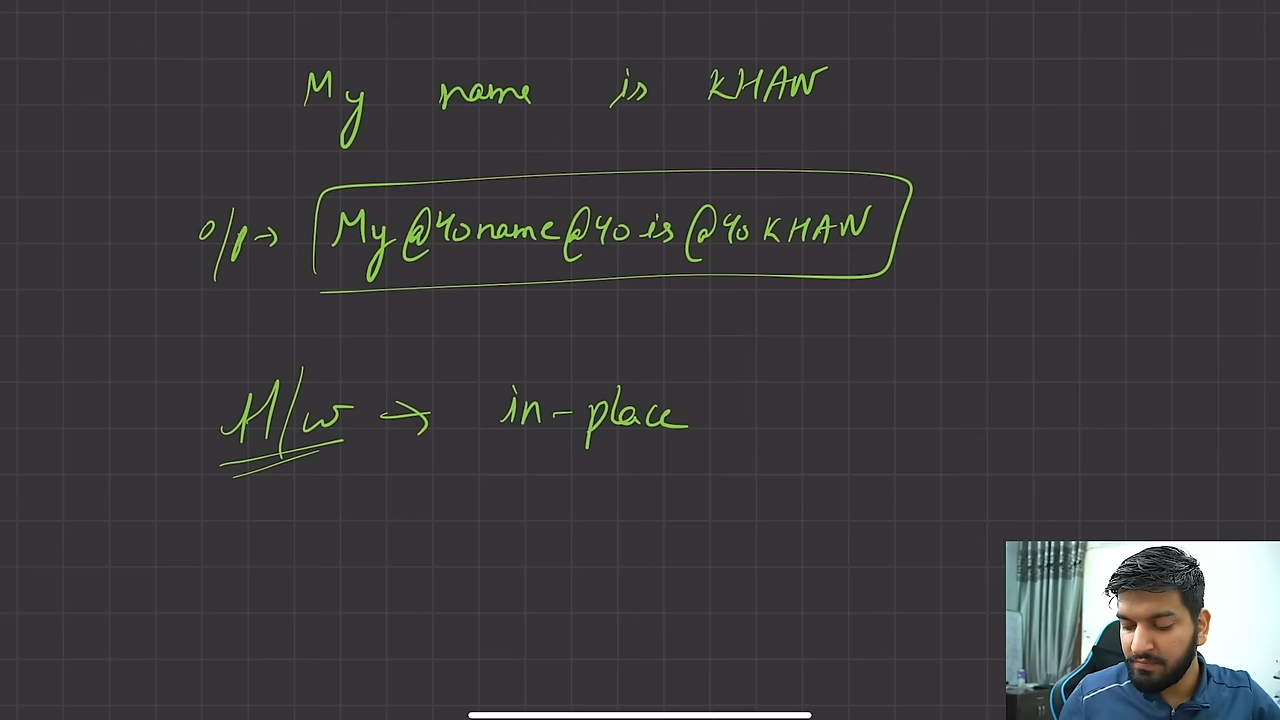 My name is KHAN
o/p → My@40name@40is@40KHAN
H/w → in-place